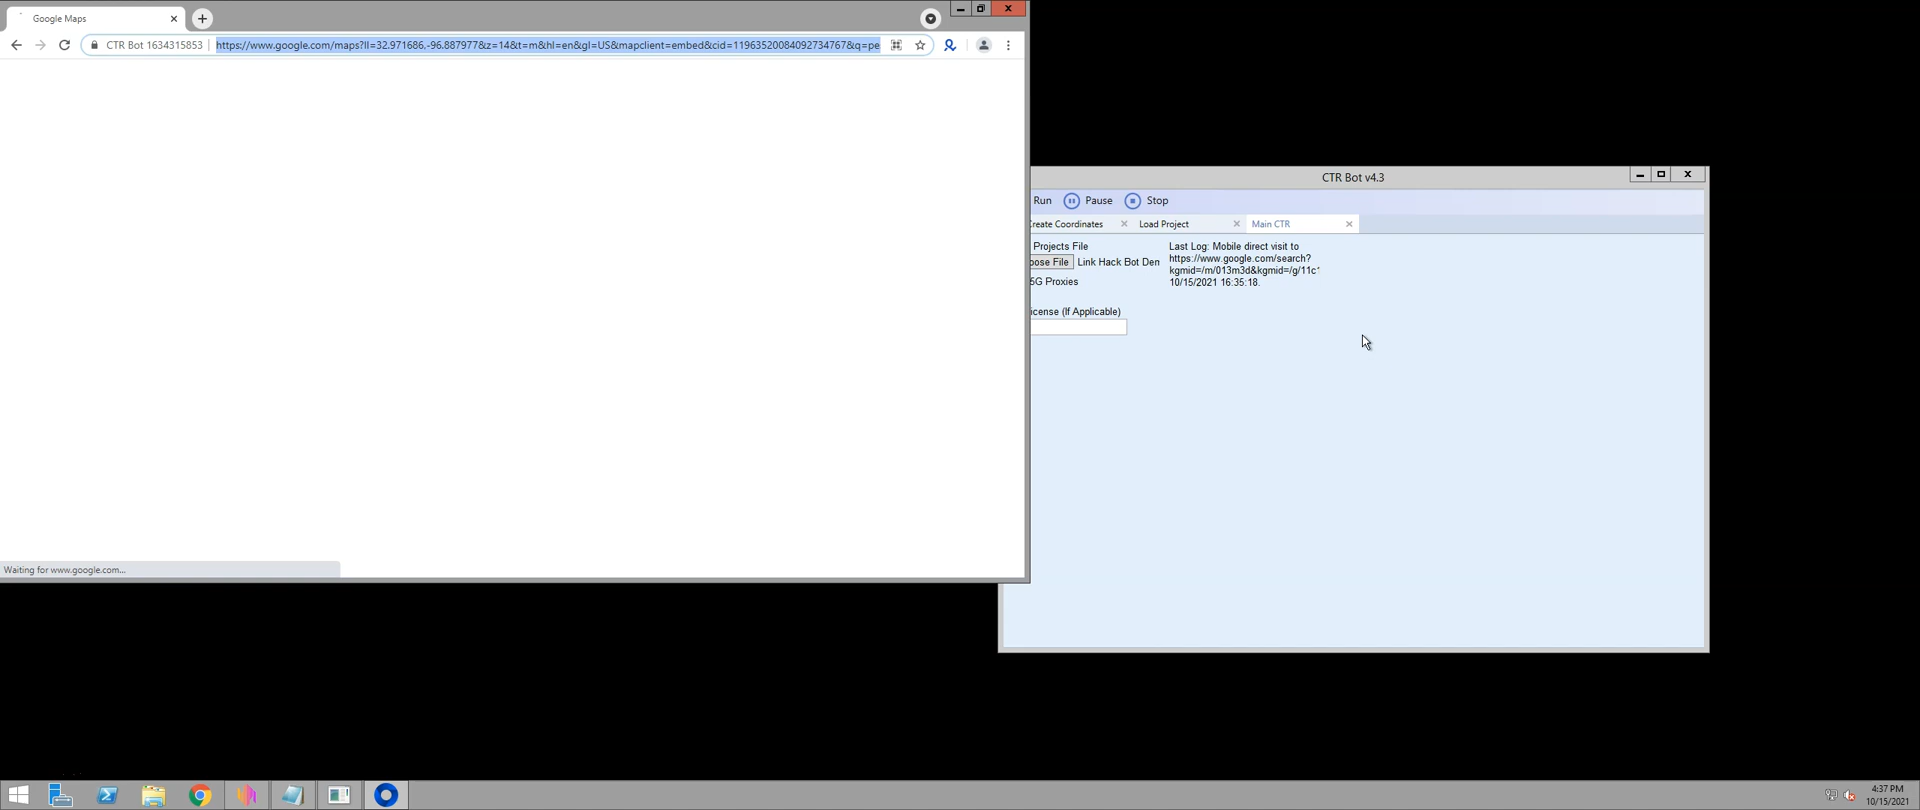 Google Maps
CTR Bot 1634315853 https://www.google.com/maps?ll=32.971686,-96.887977&z=14&t=m&hl=en&gl=US&mapclient=embed&cid=11963520084092734767&q=pe
Waiting for www.google.com...
CTR Bot v4.3
Run Pause Stop
Create Coordinates Load Project Main CTR
Projects File
oose File Link Hack Bot Den
5G Proxies
icense (If Applicable)
Last Log: Mobile direct visit to
https://www.google.com/search?
kgmid=/m/013m3d&kgmid=/g/11c
10/15/2021 16:35:18.
4:37 PM
10/15/2021